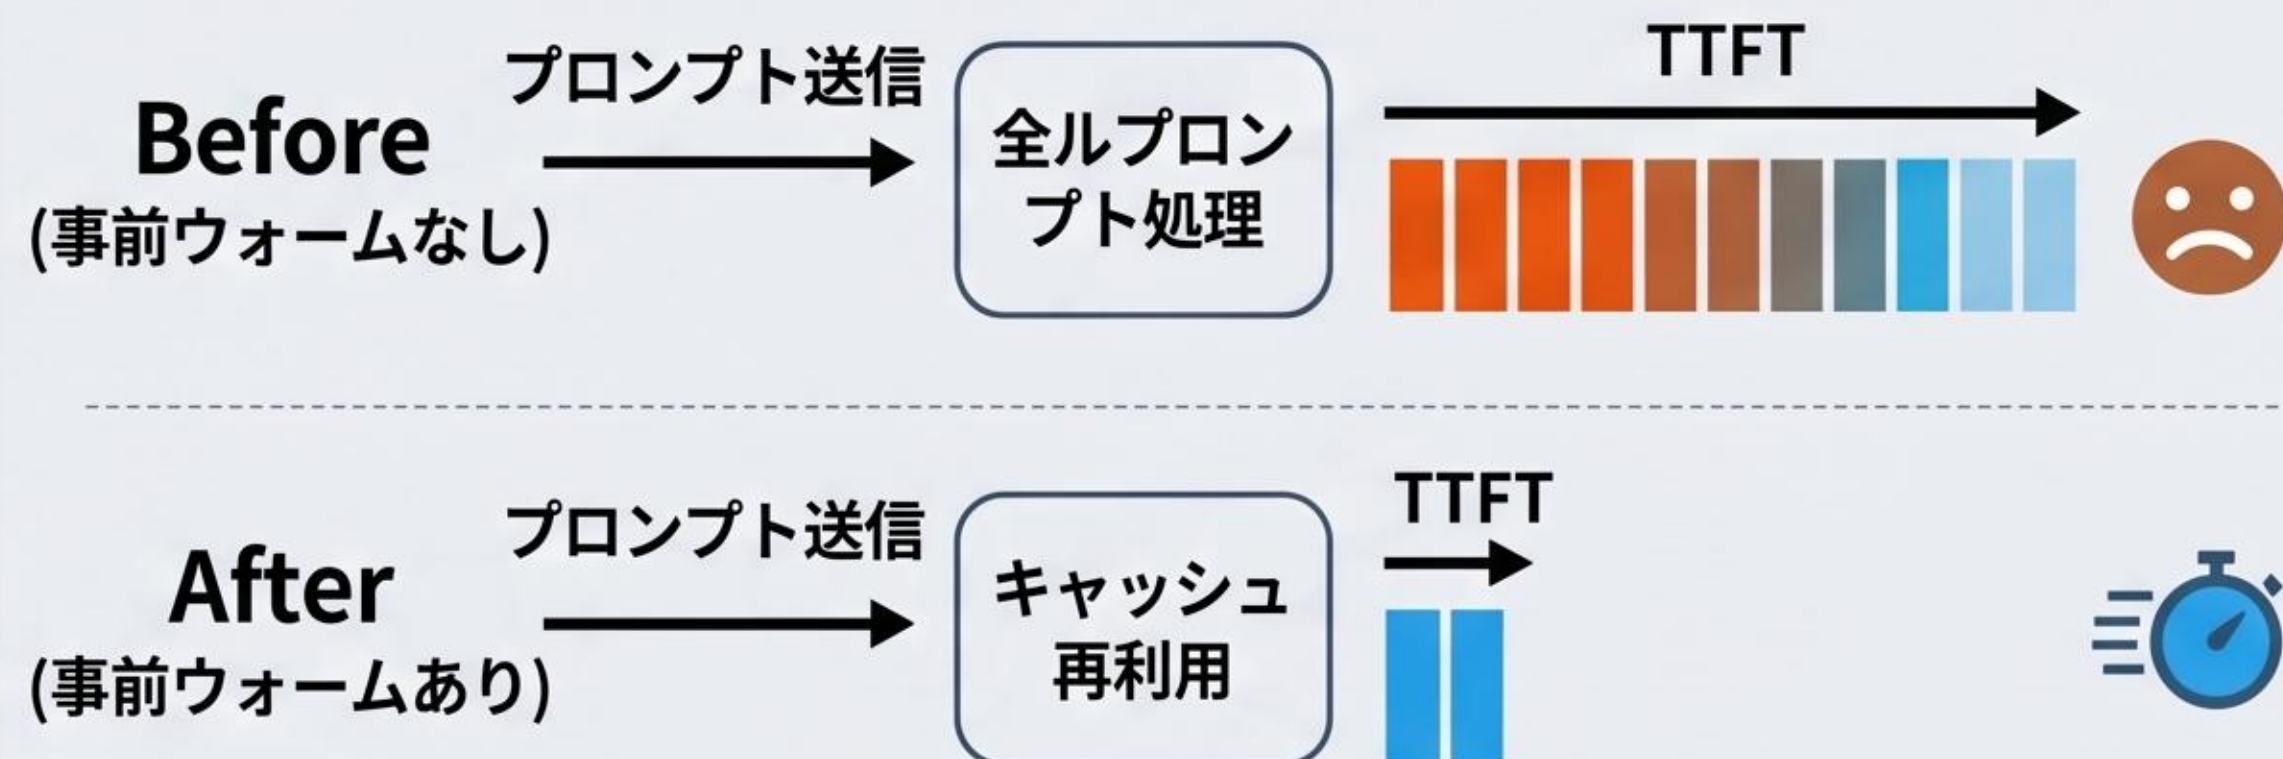 Before
(事前ウォームなし)
プロンプト送信
全ルプロン
プト処理
TTFT
After
(事前ウォームあり)
プロンプト送信
キャッシュ
再利用
TTFT